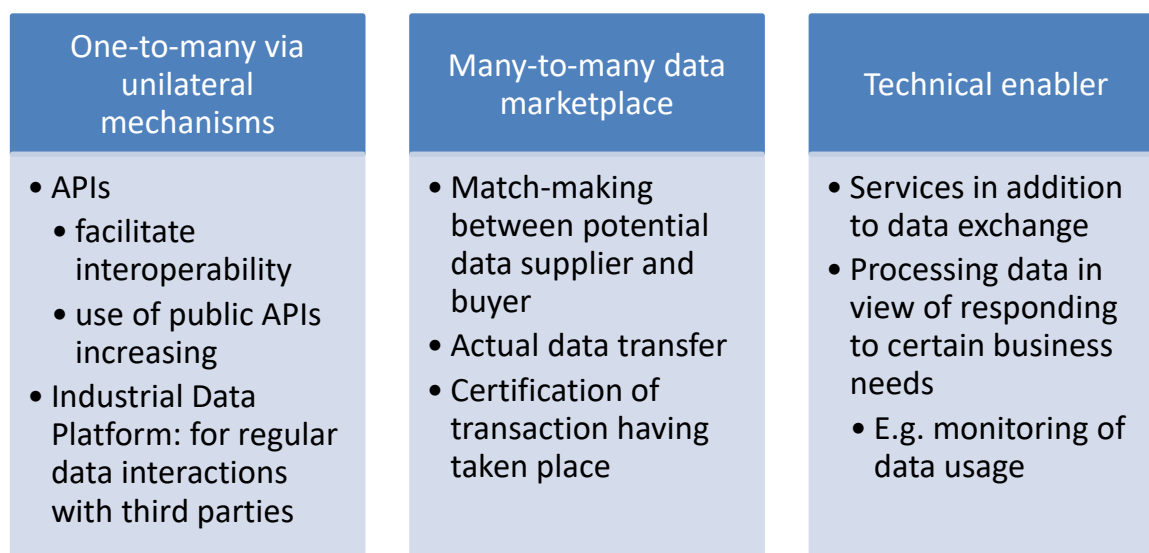 One-to-many via
unilateral
mechanisms
• APIs
• facilitate
interoperability
• use of public APIs
increasing
• Industrial Data
Platform: for regular
data interactions
with third parties
Many-to-many data
marketplace
• Match-making
between potential
data supplier and
buyer
• Actual data transfer
• Certification of
transaction having
taken place
Technical enabler
• Services in addition
to data exchange
• Processing data in
view of responding
to certain business
needs
• E.g. monitoring of
data usage